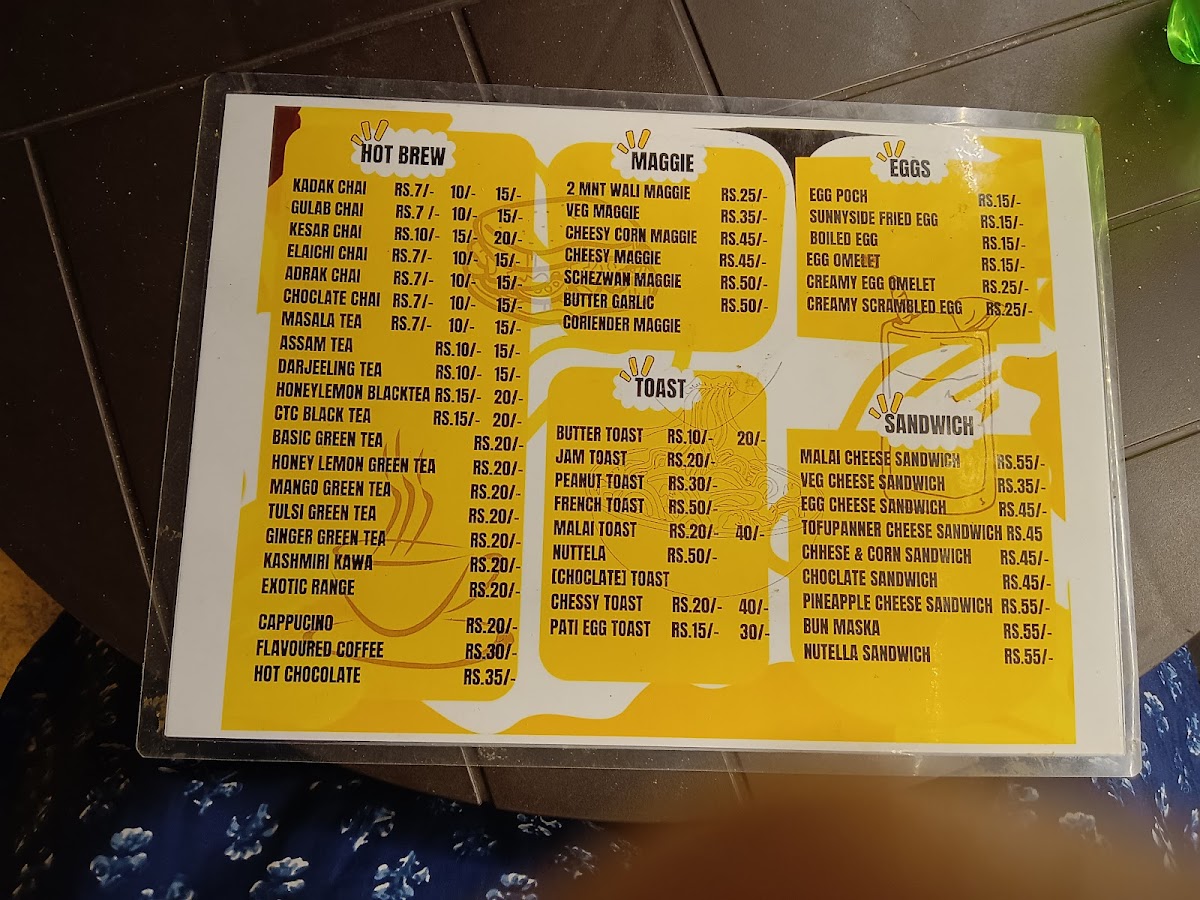 HOT BREW
KADAK CHAI RS.7/- 10/- 15/-
GULAB CHAI RS.7 /- 10/- 15/-
KESAR CHAI RS.10/- 15/- 20/-
ELAICHI CHAI RS.7/- 10/- 15/-
ADRAK CHAI RS.7/- 10/- 15/-
CHOCLATE CHAI RS.7/- 10/- 15/-
MASALA TEA RS.7/- 10/- 15/-
ASSAM TEA RS.10/- 15/-
DARJEELING TEA RS.10/- 15/-
HONEYLEMON BLACKTEA RS.15/- 20/-
CTC BLACK TEA RS.15/- 20/-
BASIC GREEN TEA RS.20/-
HONEY LEMON GREEN TEA RS.20/-
MANGO GREEN TEA RS.20/-
TULSI GREEN TEA RS.20/-
GINGER GREEN TEA RS.20/-
KASHMIRI KAWA RS.20/-
EXOTIC RANGE RS.20/-
CAPPUCINO RS.20/-
FLAVOURED COFFEE RS.30/-
HOT CHOCOLATE RS.35/-
MAGGIE
2 MNT WALI MAGGIE RS.25/-
VEG MAGGIE RS.35/-
CHEESY CORN MAGGIE RS.45/-
CHEESY MAGGIE RS.45/-
SCHEZWAN MAGGIE RS.50/-
BUTTER GARLIC RS.50/-
CORIENDER MAGGIE
TOAST
BUTTER TOAST RS.10/- 20/-
JAM TOAST RS.20/-
PEANUT TOAST RS.30/-
FRENCH TOAST RS.50/-
MALAI TOAST RS.20/- 40/-
NUTTELA RS.50/-
[CHOCLATE] TOAST
CHESSY TOAST RS.20/- 40/-
PATI EGG TOAST RS.15/- 30/-
EGGS
EGG POCH RS.15/-
SUNNYSIDE FRIED EGG RS.15/-
BOILED EGG RS.15/-
EGG OMELET RS.15/-
CREAMY EGG OMELET RS.25/-
CREAMY SCRAMBLED EGG RS.25/-
SANDWICH
MALAI CHEESE SANDWICH RS.55/-
VEG CHEESE SANDWICH RS.35/-
EGG CHEESE SANDWICH RS.45/-
TOFUPANNER CHEESE SANDWICH RS.45
CHHESE & CORN SANDWICH RS.45/-
CHOCLATE SANDWICH RS.45/-
PINEAPPLE CHEESE SANDWICH RS.55/-
BUN MASKA RS.55/-
NUTELLA SANDWICH RS.55/-